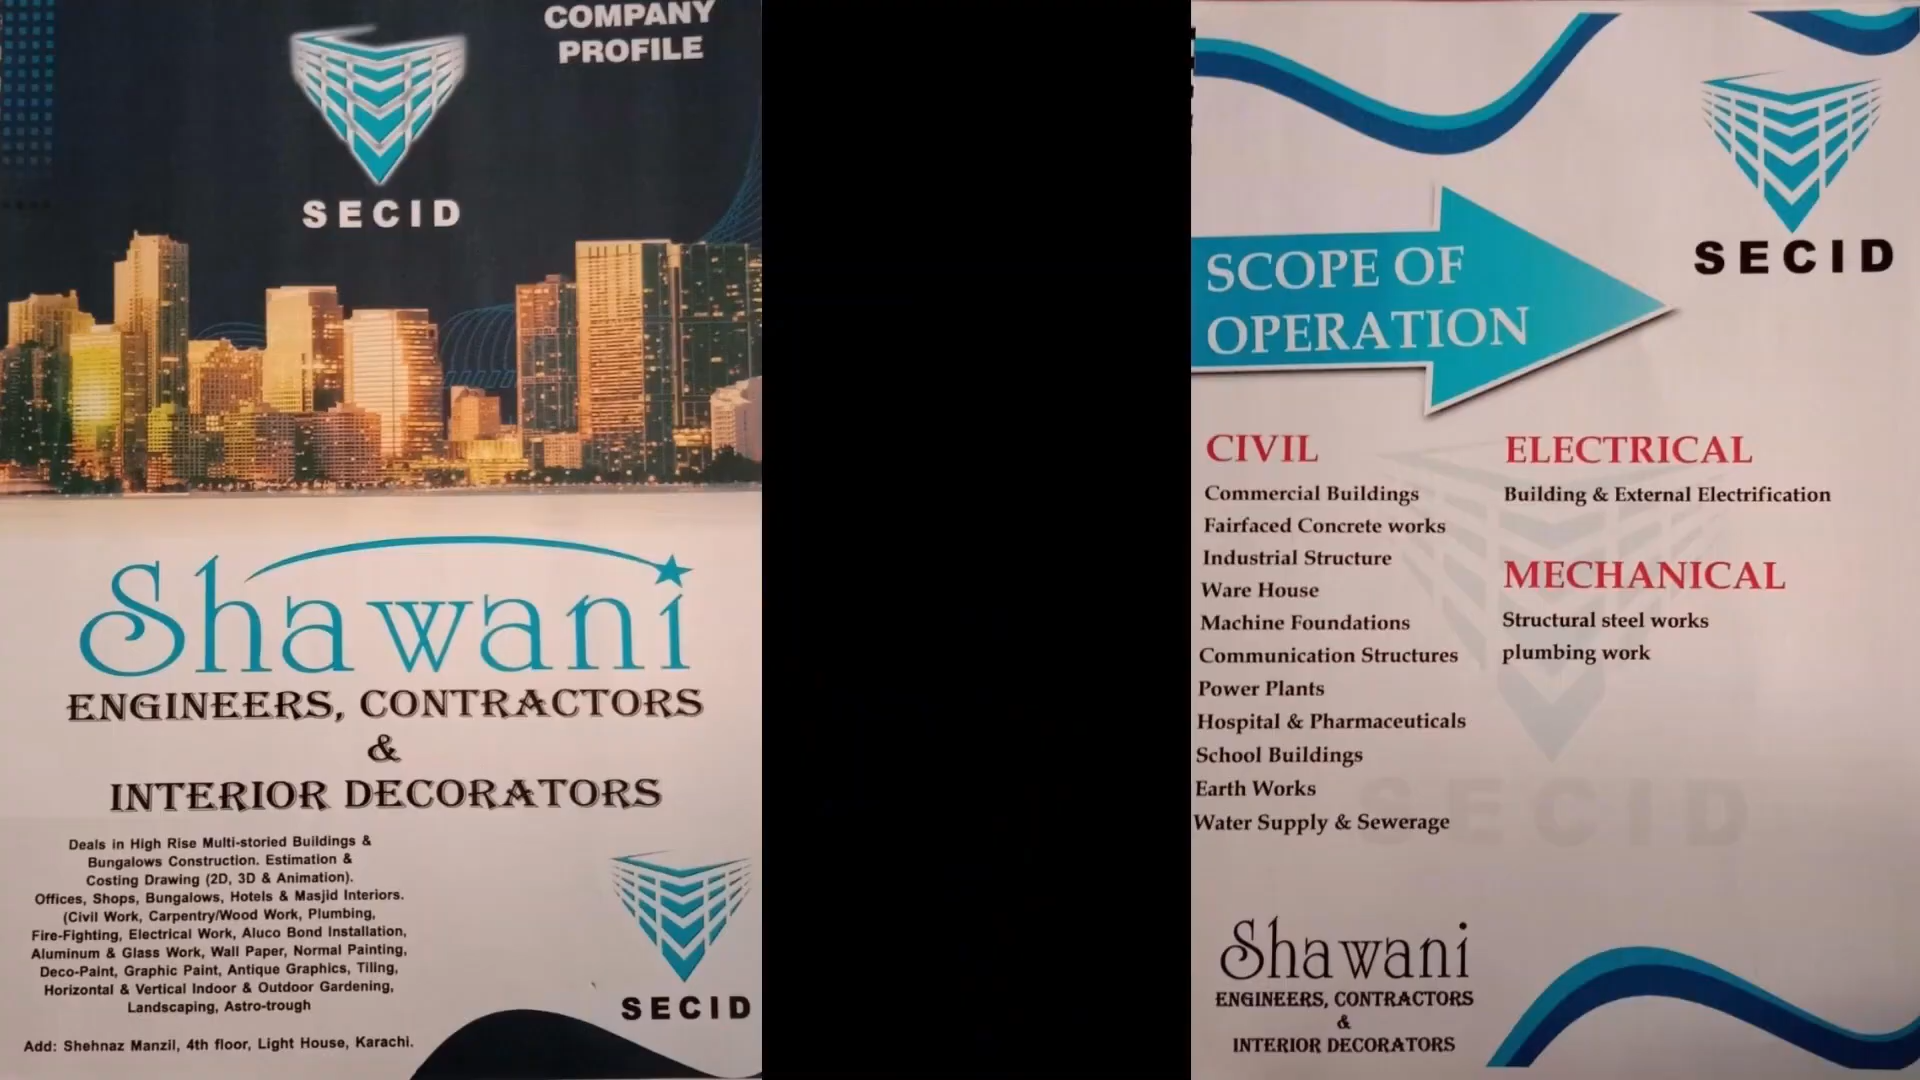 COMPANY
PROFILE
SECID
Shawani
ENGINEERS, CONTRACTORS
&
INTERIOR DECORATORS
Deals in High Rise Multi-storied Buildings &
Bungalows Construction. Estimation &
Costing Drawing (2D, 3D & Animation).
Offices, Shops, Bungalows, Hotels & Masjid Interiors.
(Civil Work, Carpentry/Wood Work, Plumbing,
Fire-Fighting, Electrical Work, Aluco Bond Installation,
Aluminum & Glass Work, Wall Paper, Normal Painting,
Deco-Paint, Graphic Paint, Antique Graphics, Tiling,
Horizontal & Vertical Indoor & Outdoor Gardening,
Landscaping, Astro-trough
SECID
Add: Shehnaz Manzil, 4th floor, Light House, Karachi.
SECID
SCOPE OF
OPERATION
CIVIL
Commercial Buildings
Fairfaced Concrete works
Industrial Structure
Ware House
Machine Foundations
Communication Structures
Power Plants
Hospital & Pharmaceuticals
School Buildings
Earth Works
Water Supply & Sewerage
ELECTRICAL
Building & External Electrification
MECHANICAL
Structural steel works
plumbing work
SECID
Shawani
ENGINEERS, CONTRACTORS
&
INTERIOR DECORATORS